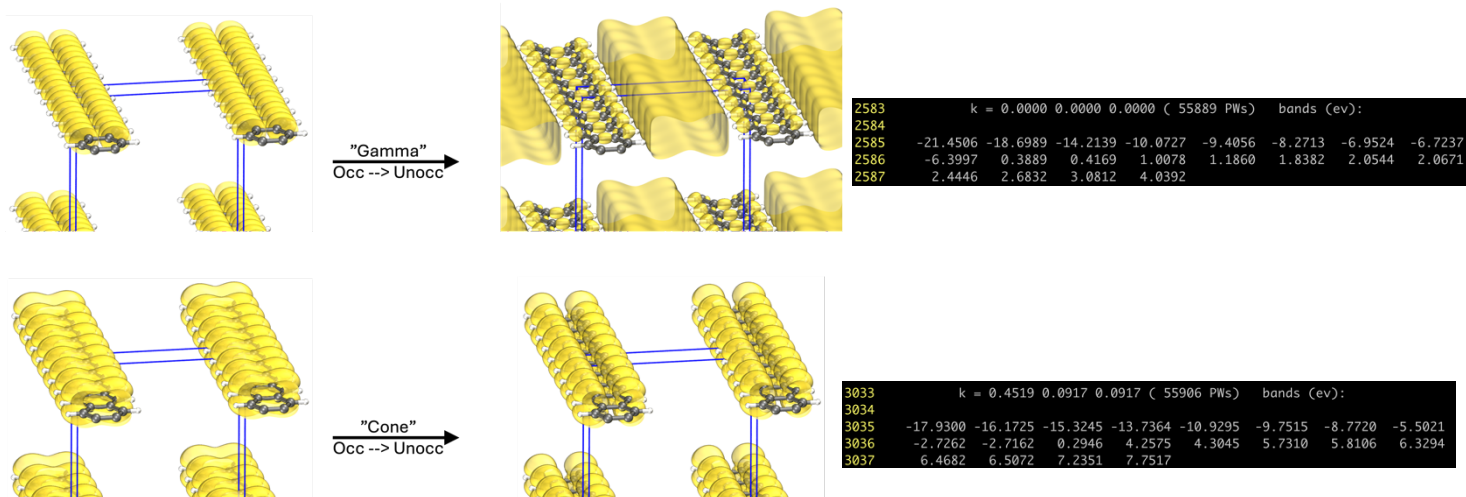 "Gamma"
Occ --> Unocc
2583 k = 0.0000 0.0000 0.0000 ( 55889 PWs) bands (ev):
2584
2585 -21.4506 -18.6989 -14.2139 -10.0727 -9.4056 -8.2713 -6.9524 -6.7237
2586 -6.3997 0.3889 0.4169 1.0078 1.1860 1.8382 2.0544 2.0671
2587 2.4446 2.6832 3.0812 4.0392
"Cone"
Occ --> Unocc
3033 k = 0.4519 0.0917 0.0917 ( 55906 PWs) bands (ev):
3034
3035 -17.9300 -16.1725 -15.3245 -13.7364 -10.9295 -9.7515 -8.7720 -5.5021
3036 -2.7262 -2.7162 0.2946 4.2575 4.3045 5.7310 5.8106 6.3294
3037 6.4682 6.5072 7.2351 7.7517